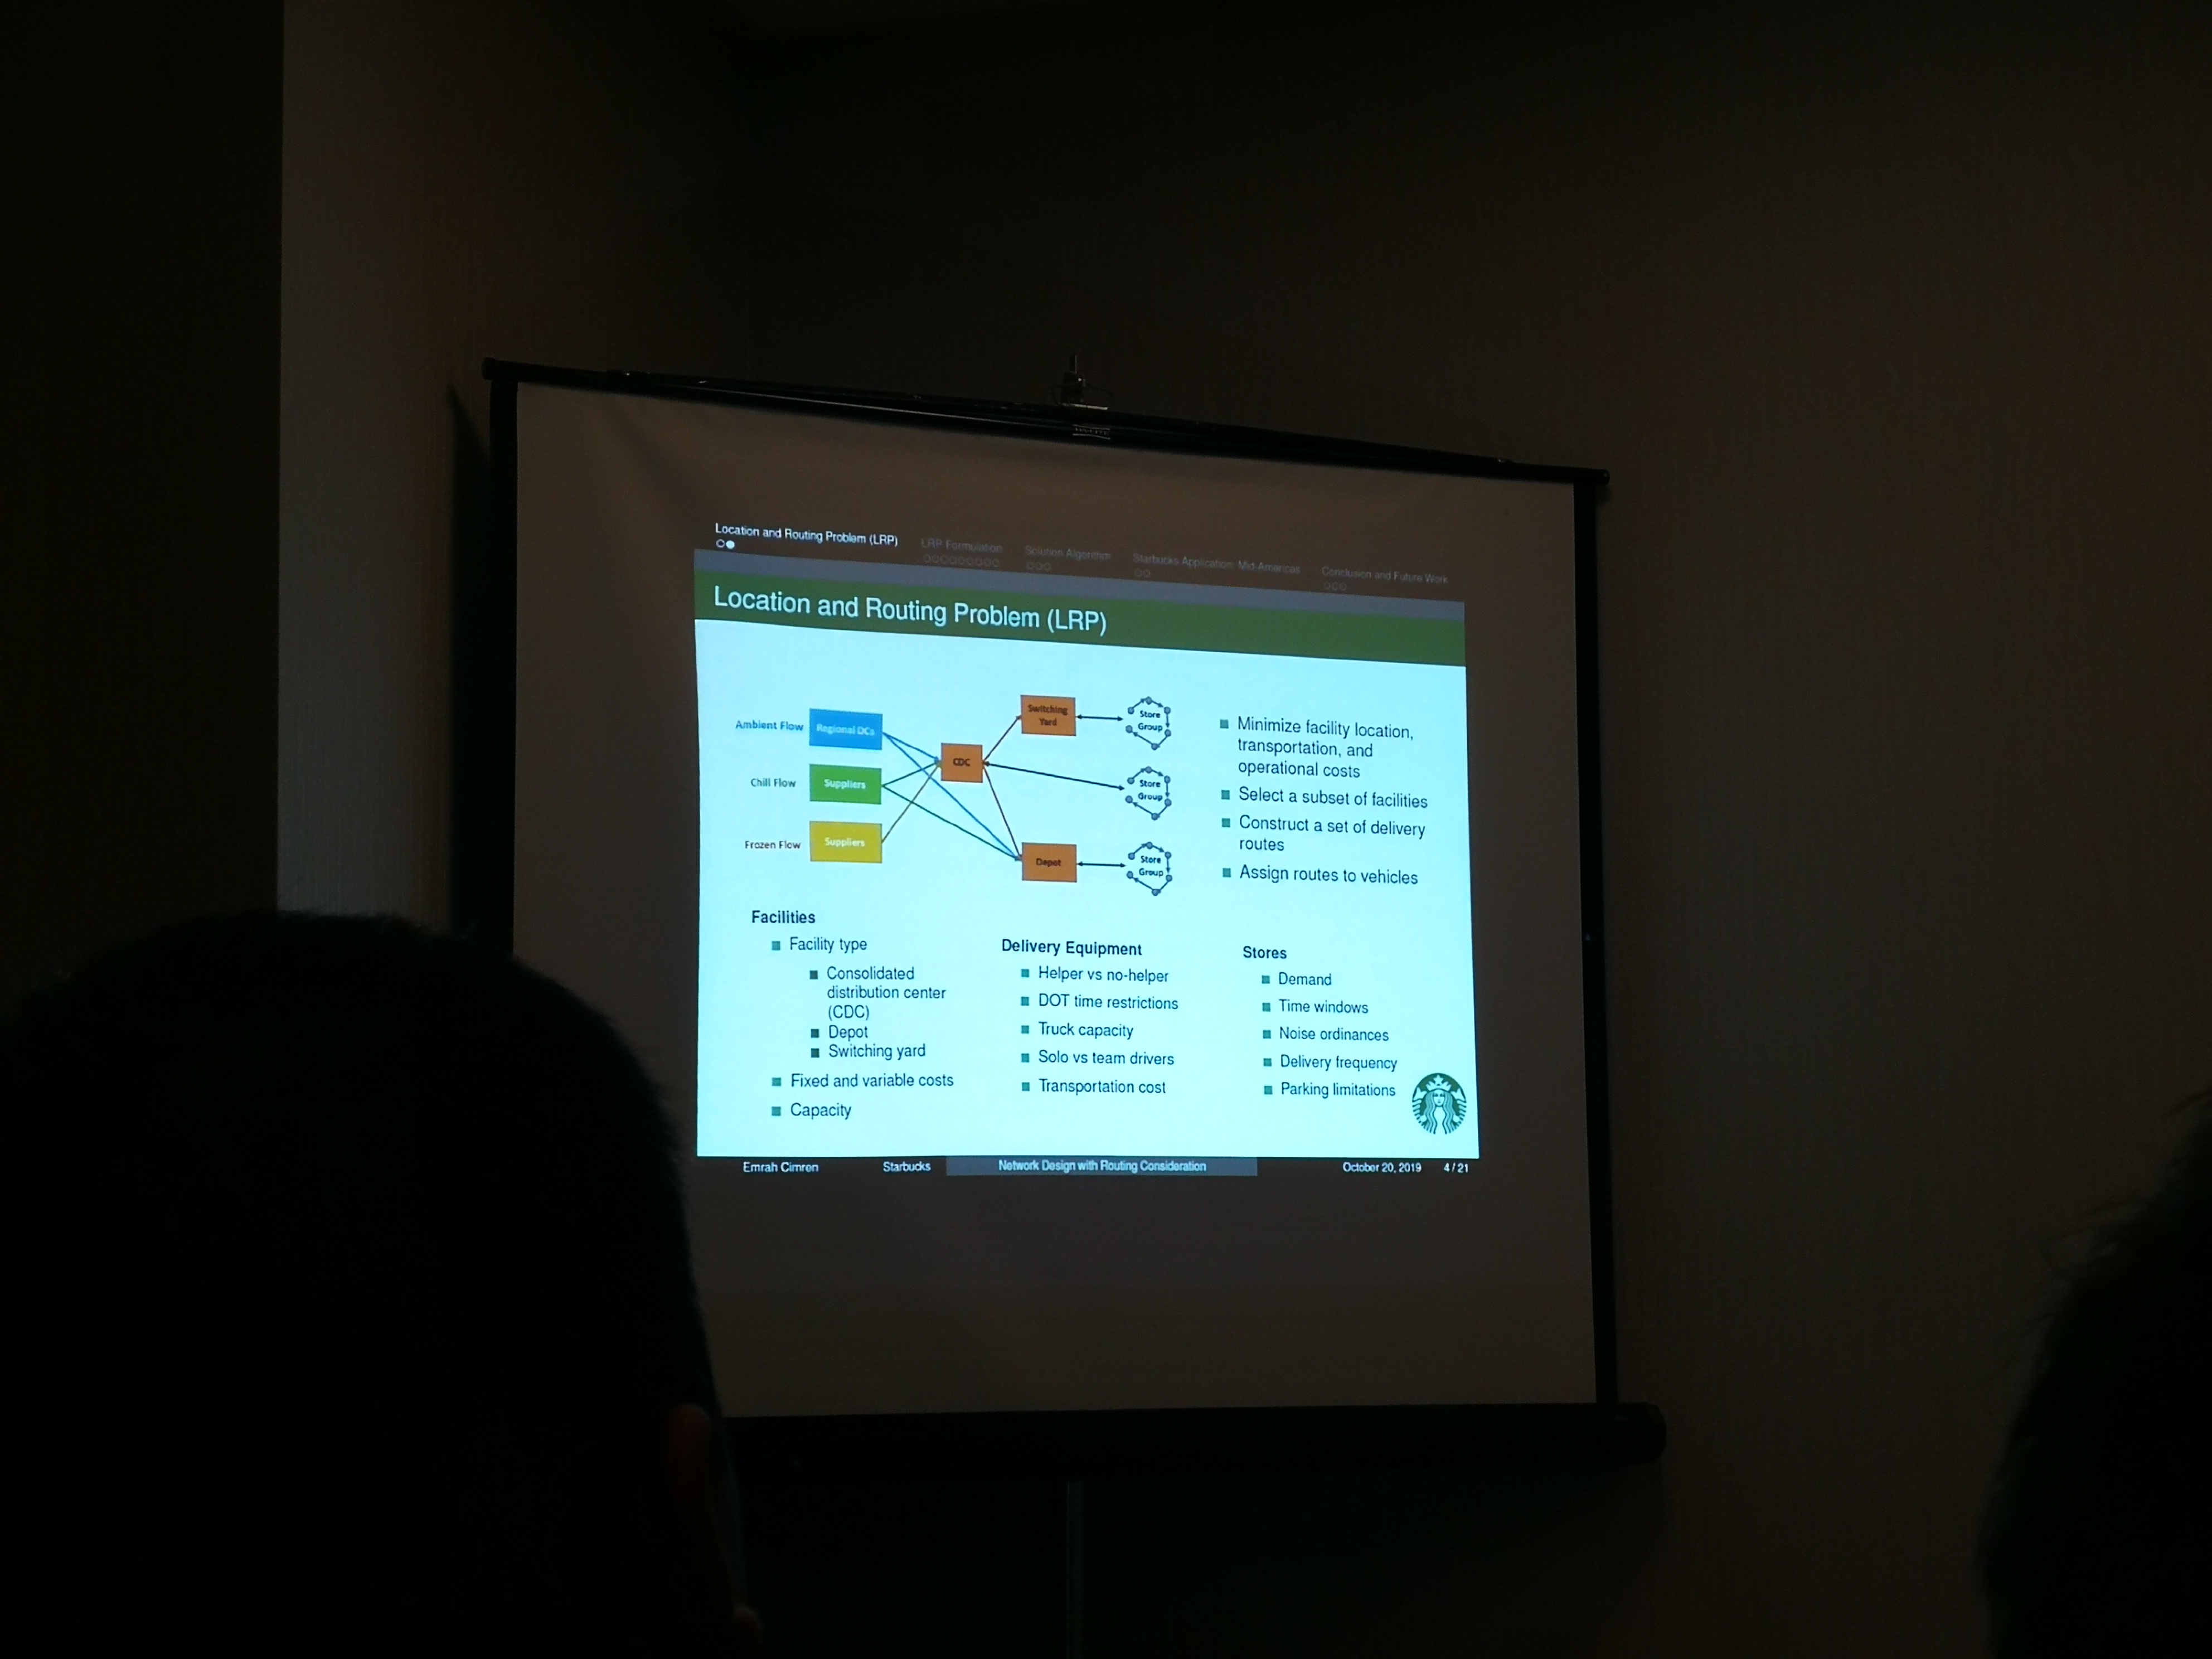 Location and Routing Problem (LRP)
LRP Formulation
Solution Algorithm
Starbucks Application: Mid-Americas
Conclusion and Future Work
Location and Routing Problem (LRP)
Ambient Flow
Regional DCs
Chill Flow
Suppliers
Frozen Flow
Suppliers
CDC
Switching
Yard
Depot
Store
Group
Store
Group
Store
Group
Minimize facility location,
transportation, and
operational costs
Select a subset of facilities
Construct a set of delivery
routes
Assign routes to vehicles
Facilities
Facility type
Consolidated
distribution center
(CDC)
Depot
Switching yard
Fixed and variable costs
Capacity
Delivery Equipment
Helper vs no-helper
DOT time restrictions
Truck capacity
Solo vs team drivers
Transportation cost
Stores
Demand
Time windows
Noise ordinances
Delivery frequency
Parking limitations
Emrah Cimren Starbucks Network Design with Routing Consideration October 20, 2019 4 / 21